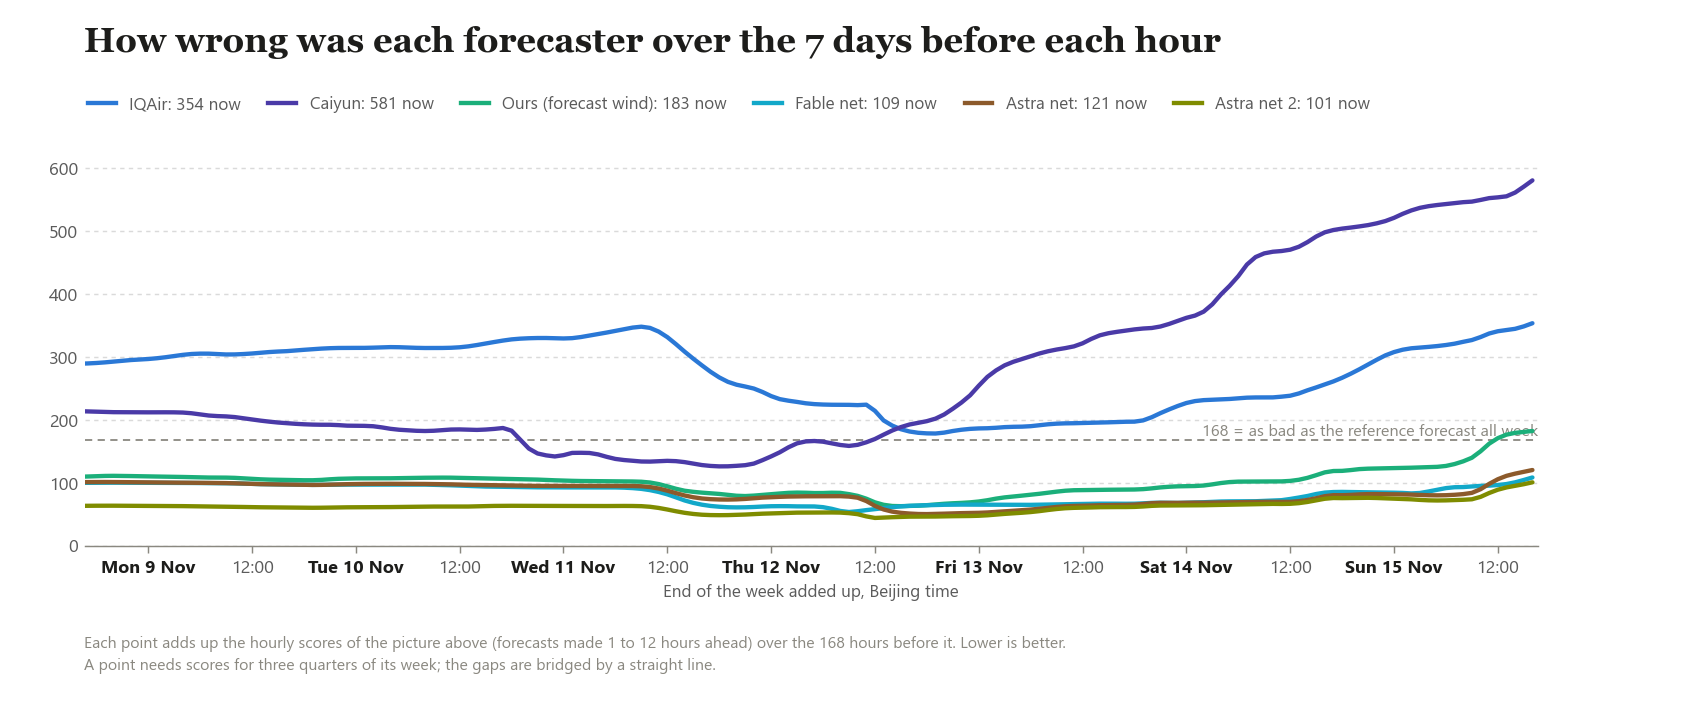 How wrong was each forecaster over the 7 days before each hour
IQAir: 354 now Caiyun: 581 now Ours (forecast wind): 183 now Fable net: 109 now Astra net: 121 now Astra net 2: 101 now
600
500
400
300
200
168 = as bad as the reference forecast all week
100
0
Mon 9 Nov 12:00 Tue 10 Nov 12:00 Wed 11 Nov 12:00 Thu 12 Nov 12:00 Fri 13 Nov 12:00 Sat 14 Nov 12:00 Sun 15 Nov 12:00
End of the week added up, Beijing time
Each point adds up the hourly scores of the picture above (forecasts made 1 to 12 hours ahead) over the 168 hours before it. Lower is better.
A point needs scores for three quarters of its week; the gaps are bridged by a straight line.